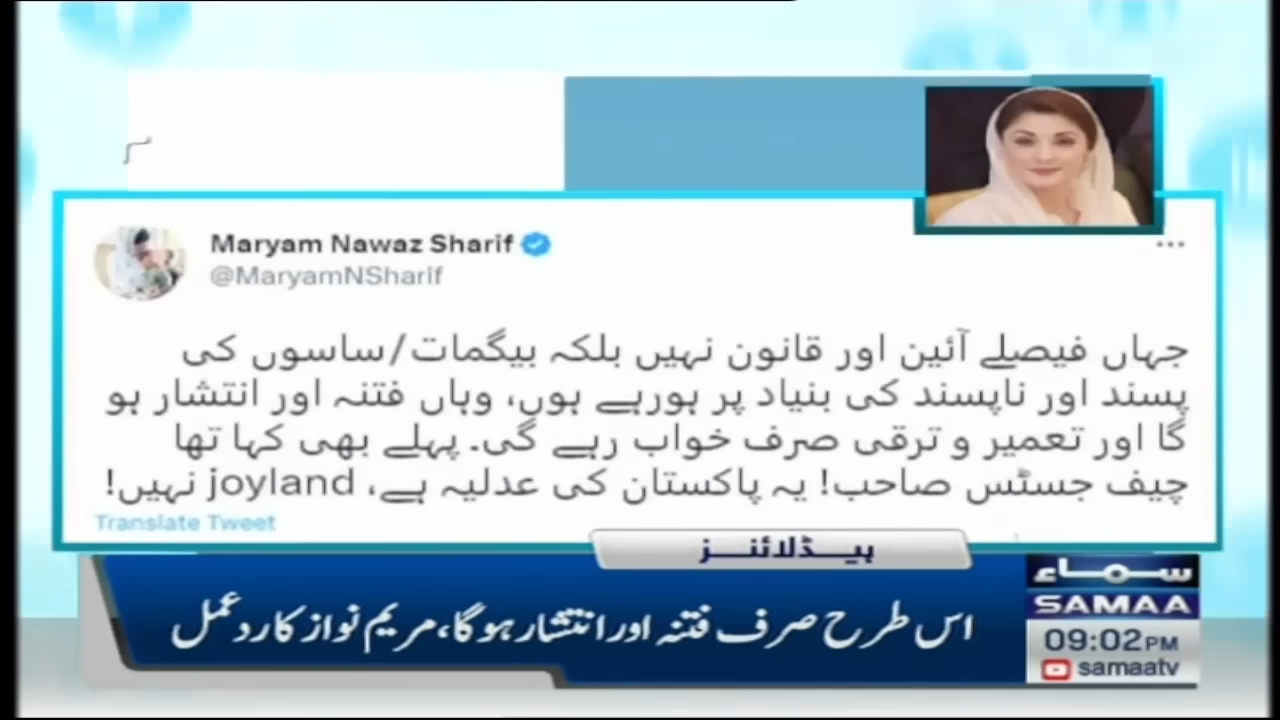 Maryam Nawaz Sharif
@MaryamNSharif
جہاں فیصلے آئین اور قانون نہیں بلکہ بیگمات/ساسوں کی
پسند اور ناپسند کی بنیاد پر ہورہے ہوں، وہاں فتنہ اور انتشار ہو
گا اور تعمیر و ترقی صرف خواب رہے گی۔ پہلے بھی کہا تھا
چیف جسٹس صاحب! یہ پاکستان کی عدلیہ ہے، joyland نہیں!
Translate Tweet
ہیڈلائنز
اس طرح صرف فتنہ اور انتشار ہوگا، مریم نواز کا ردعمل
سماء
SAMAA
09:02 PM
samaatv